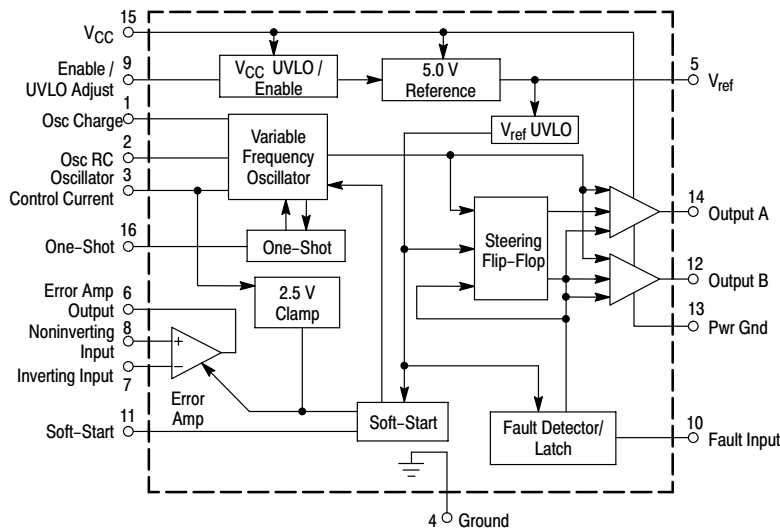 15
VCC
9
Enable /
UVLO Adjust
1
Osc Charge
2
Osc RC
3
Oscillator
Control Current
16
One-Shot
Error Amp
6
Output
Noninverting
8
Input
Inverting Input
7
11
Soft-Start
VCC UVLO /
Enable
5.0 V
Reference
5
Vref
Vref UVLO
Variable
Frequency
Oscillator
One-Shot
2.5 V
Clamp
Steering
Flip-Flop
14
Output A
12
Output B
13
Pwr Gnd
+
−
Error
Amp
Soft-Start
Fault Detector/
Latch
10
Fault Input
4 Ground